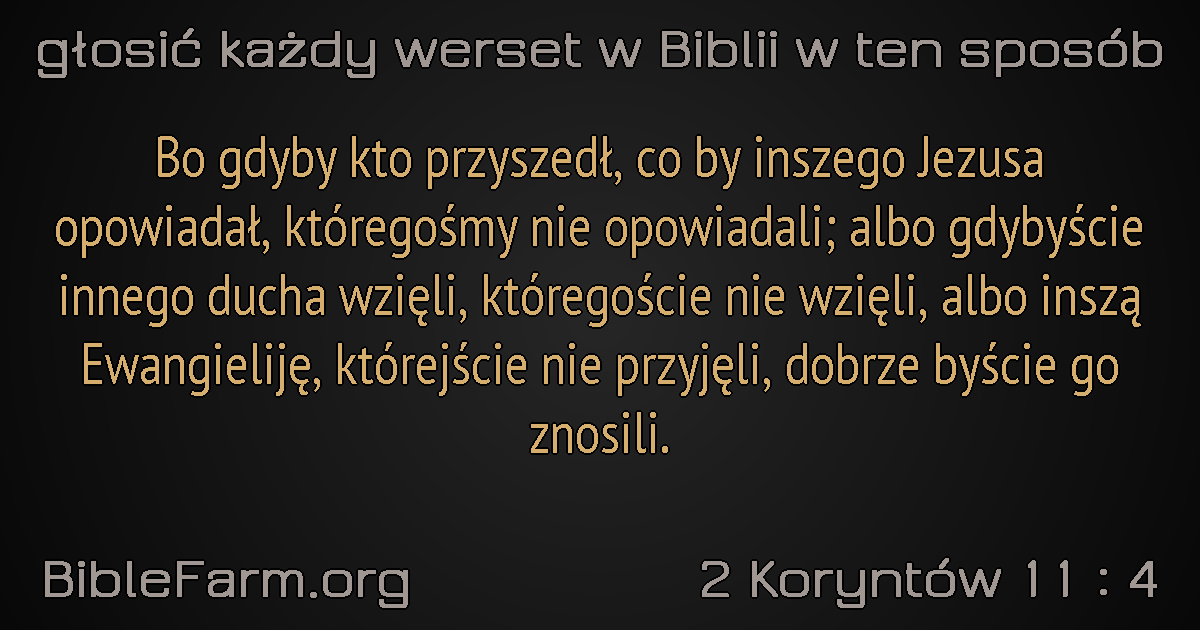 głosić każdy werset w Biblii w ten sposób
Bo gdyby kto przyszedł, co by inszego Jezusa
opowiadał, któregośmy nie opowiadali; albo gdybyście
innego ducha wzięli, któregoście nie wzięli, albo inszą
Ewangieliję, którejście nie przyjęli, dobrze byście go
znosili.
BibleFarm.org
2 Koryntów 11 : 4